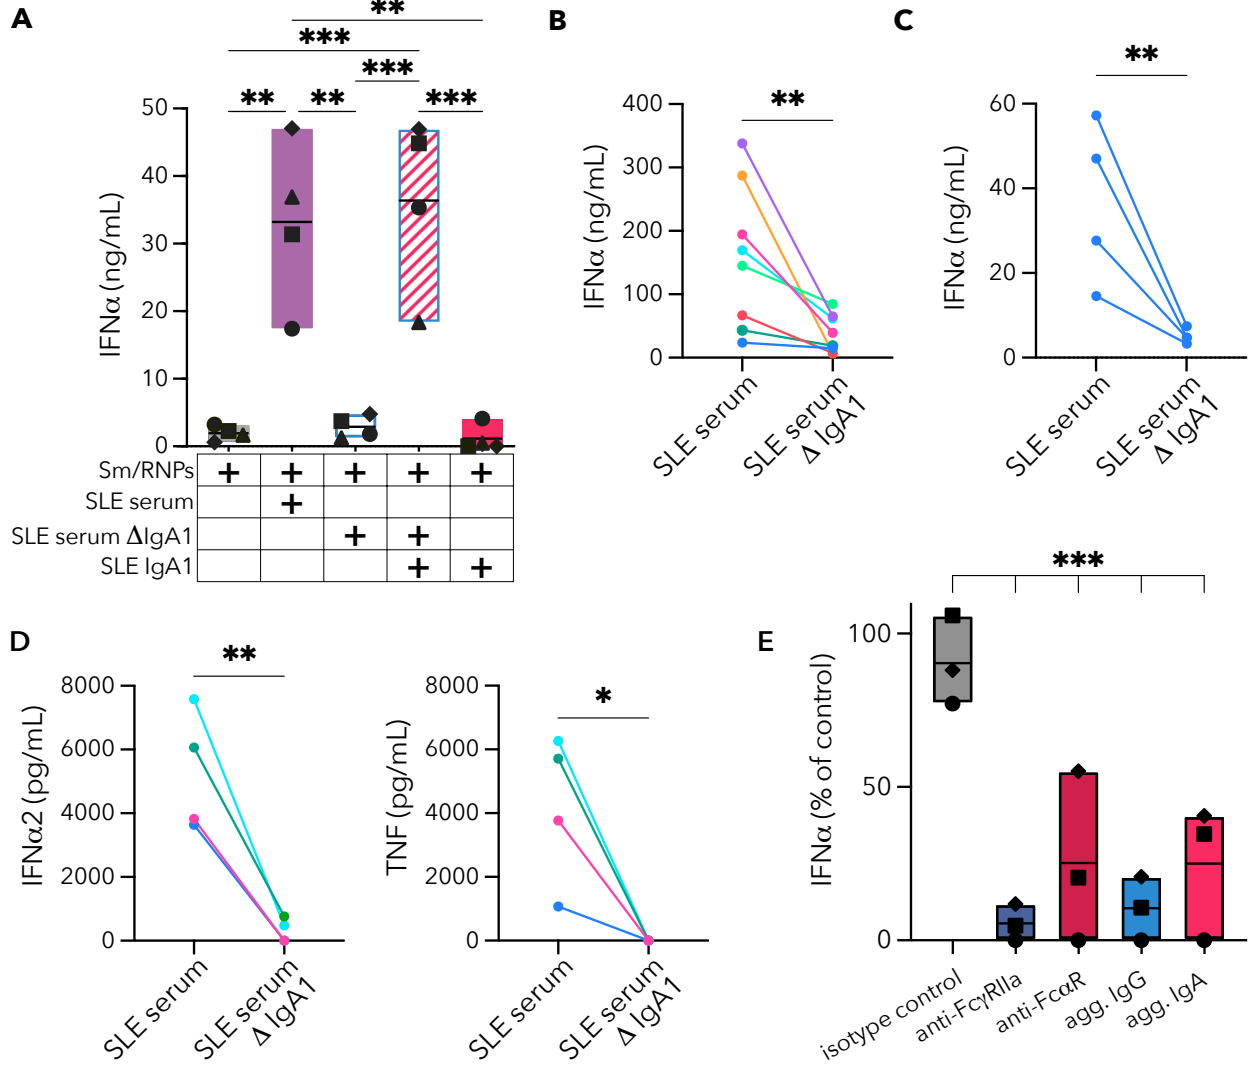 A
**
***
***
** ** ***
IFNα (ng/mL)
50
40
30
20
10
0
Sm/RNPs + + + + +
SLE serum +
SLE serum ΔIgA1 + +
SLE IgA1 + +
B
**
IFNα (ng/mL)
400
300
200
100
0
SLE serum
SLE serum
Δ IgA1
C
**
IFNα (ng/mL)
60
40
20
0
SLE serum
SLE serum
Δ IgA1
D
**
IFNα2 (pg/mL)
8000
6000
4000
2000
0
SLE serum
SLE serum
Δ IgA1
*
TNF (pg/mL)
8000
6000
4000
2000
0
SLE serum
SLE serum
Δ IgA1
E
***
IFNα (% of control)
100
50
0
isotype control
anti-FcγRIIa
anti-FcαR
agg. IgG
agg. IgA